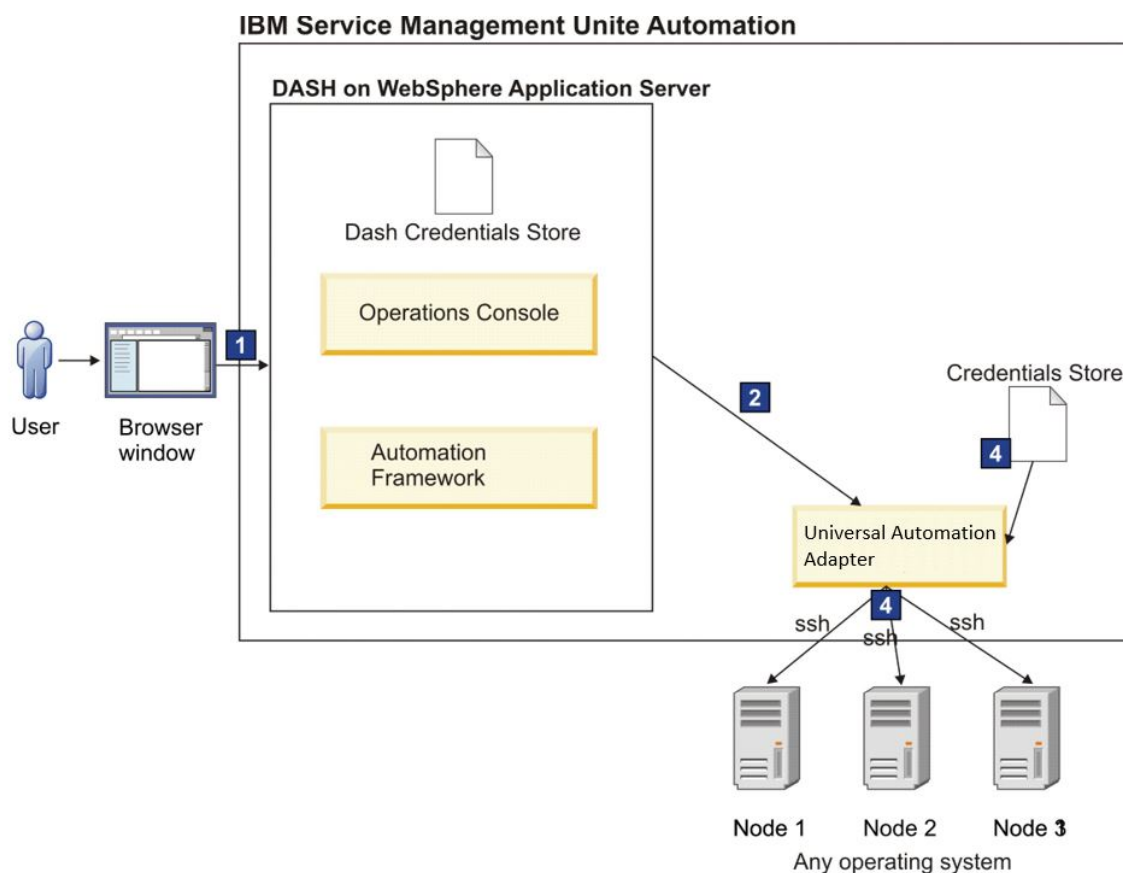 IBM Service Management Unite Automation
DASH on WebSphere Application Server
Dash Credentials Store
Operations Console
Automation
Framework
User
Browser
window
1
2
Credentials Store
4
Universal Automation
Adapter
4
ssh
ssh
ssh
Node 1
Node 2
Node 3
Any operating system